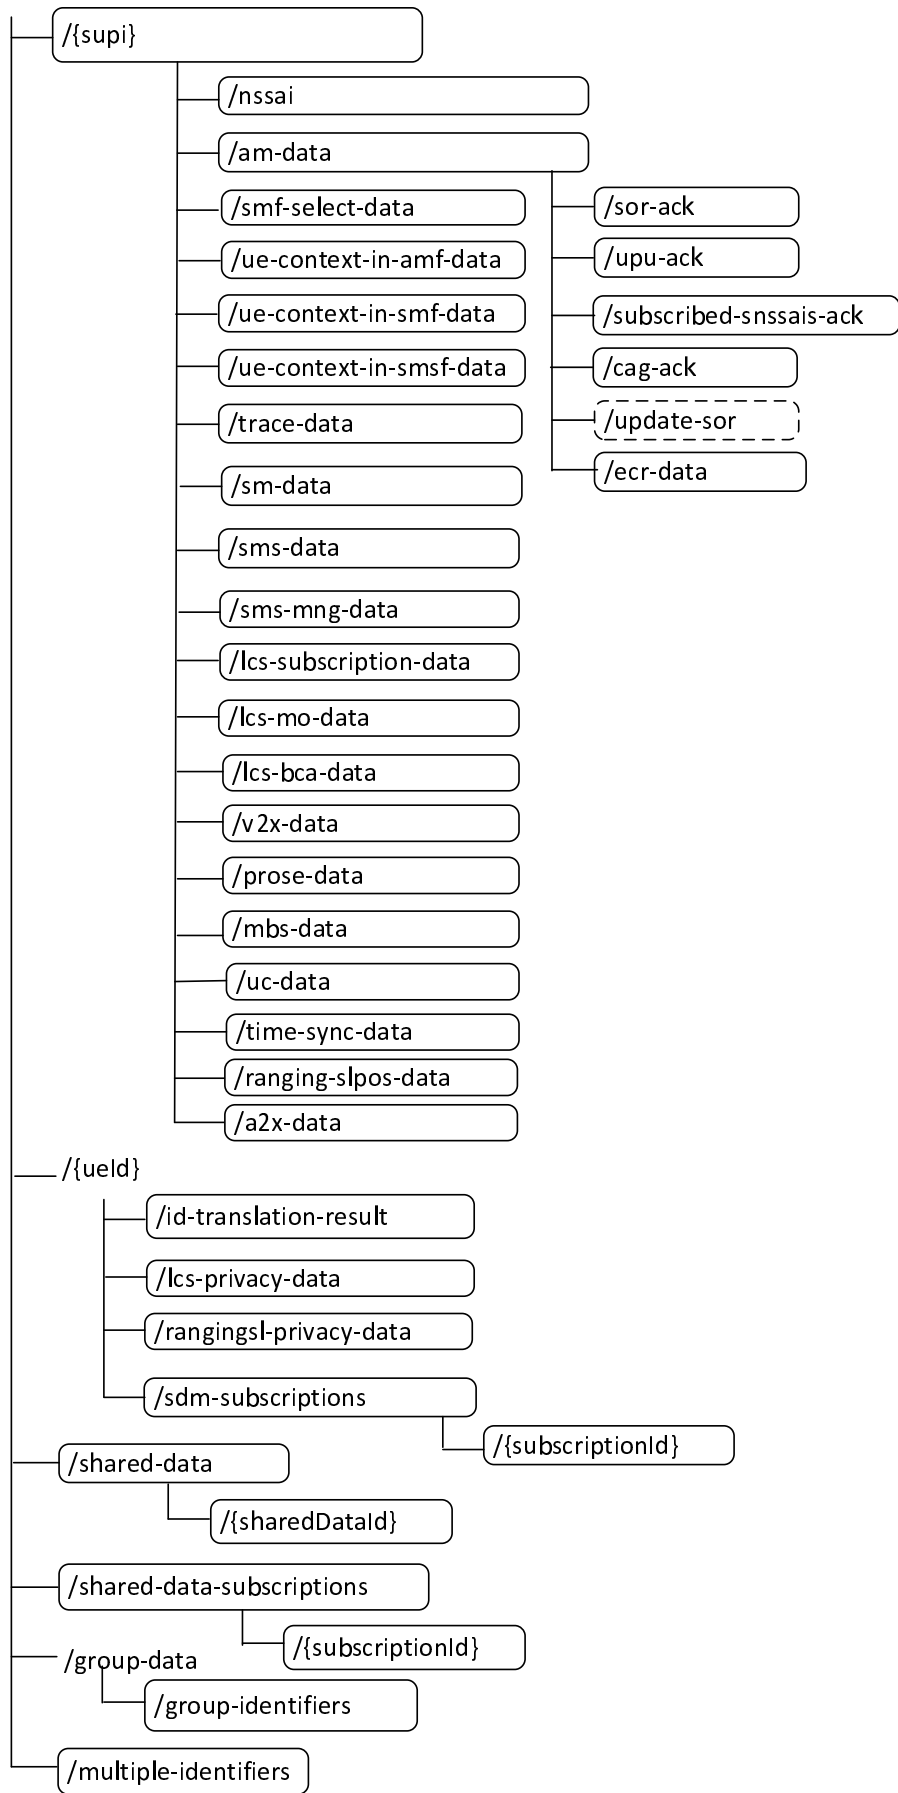 /{supi}
/nssai
/am-data
/sor-ack
/upu-ack
/subscribed-snssais-ack
/cag-ack
/update-sor
/ecr-data
/smf-select-data
/ue-context-in-amf-data
/ue-context-in-smf-data
/ue-context-in-smsf-data
/trace-data
/sm-data
/sms-data
/sms-mng-data
/lcs-subscription-data
/lcs-mo-data
/lcs-bca-data
/v2x-data
/prose-data
/mbs-data
/uc-data
/time-sync-data
/ranging-slpos-data
/a2x-data
/{ueId}
/id-translation-result
/lcs-privacy-data
/rangingsl-privacy-data
/sdm-subscriptions
/{subscriptionId}
/shared-data
/{sharedDataId}
/shared-data-subscriptions
/{subscriptionId}
/group-data
/group-identifiers
/multiple-identifiers